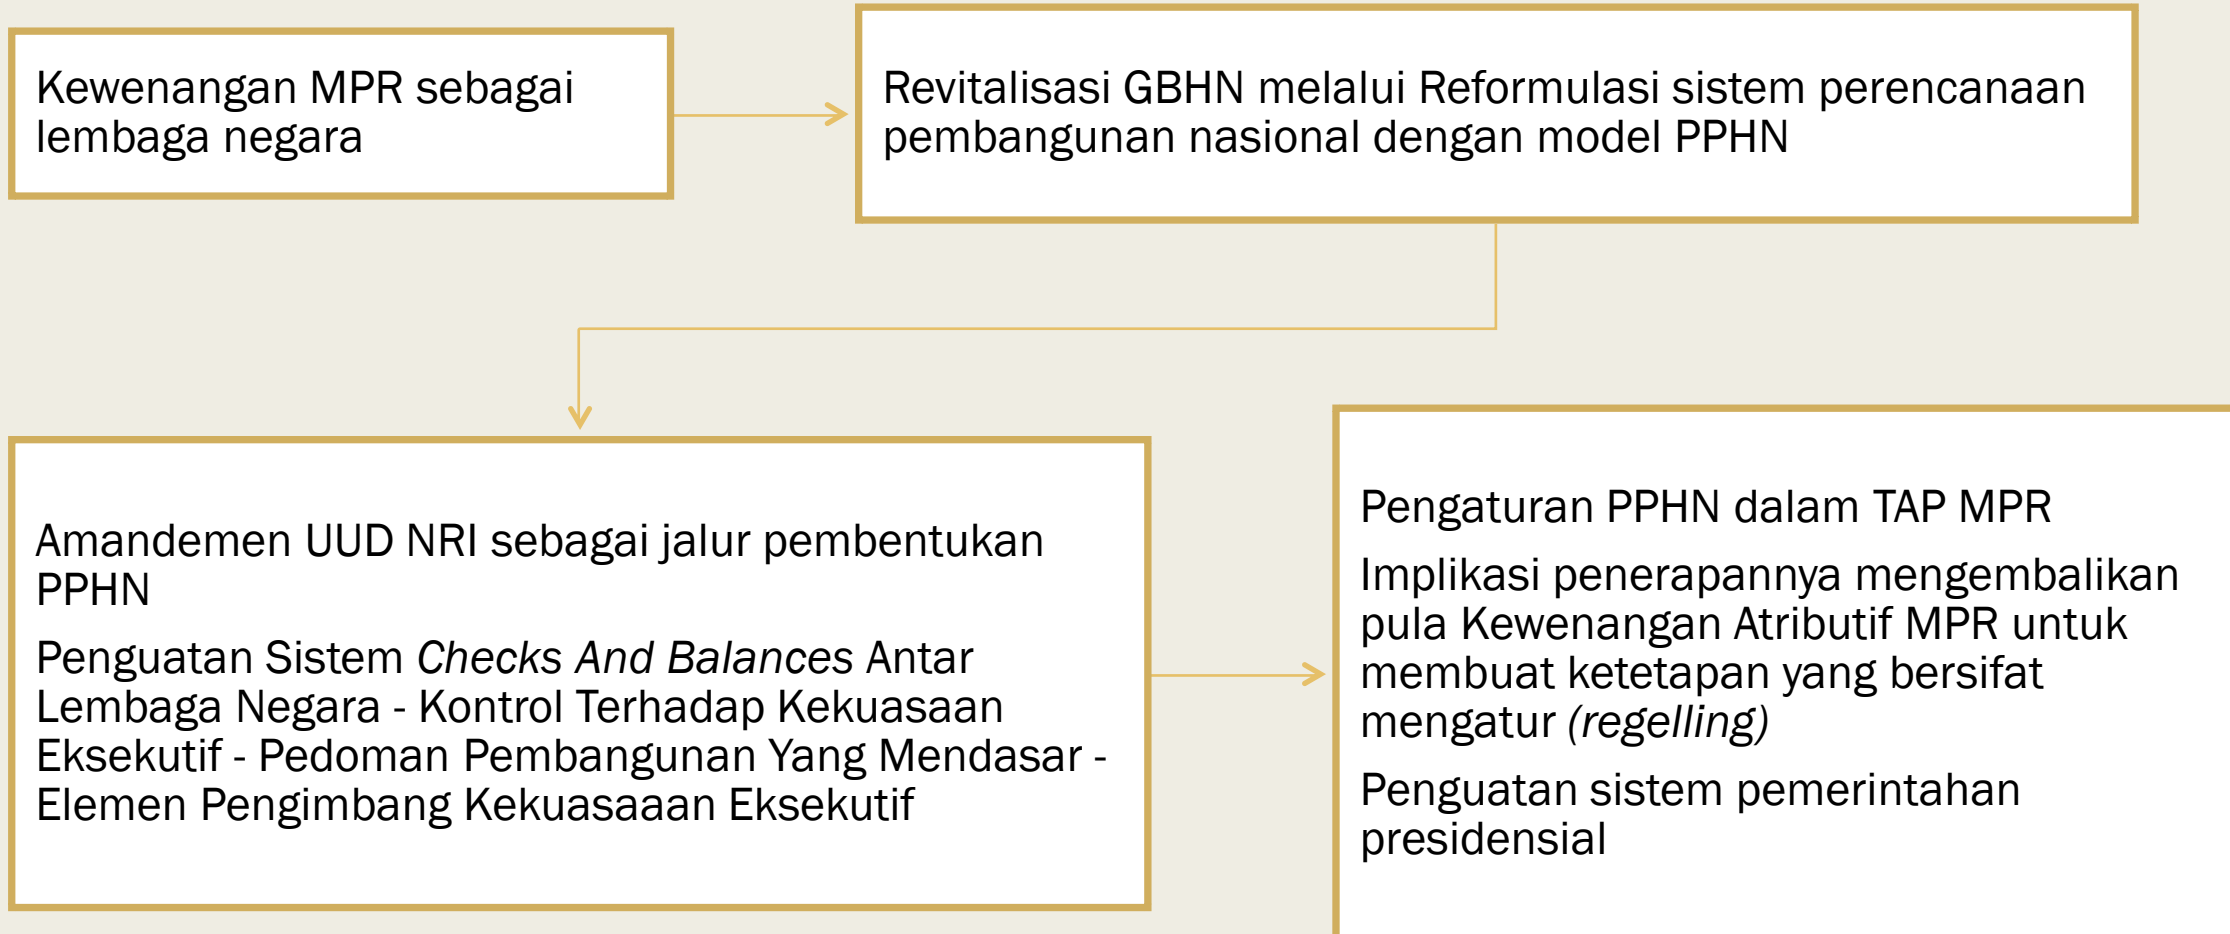 Kewenangan MPR sebagai
lembaga negara
Revitalisasi GBHN melalui Reformulasi sistem perencanaan
pembangunan nasional dengan model PPHN
Amandemen UUD NRI sebagai jalur pembentukan
PPHN
Penguatan Sistem Checks And Balances Antar
Lembaga Negara - Kontrol Terhadap Kekuasaan
Eksekutif - Pedoman Pembangunan Yang Mendasar -
Elemen Pengimbang Kekuasaaan Eksekutif
Pengaturan PPHN dalam TAP MPR
Implikasi penerapannya mengembalikan
pula Kewenangan Atributif MPR untuk
membuat ketetapan yang bersifat
mengatur (regelling)
Penguatan sistem pemerintahan
presidensial